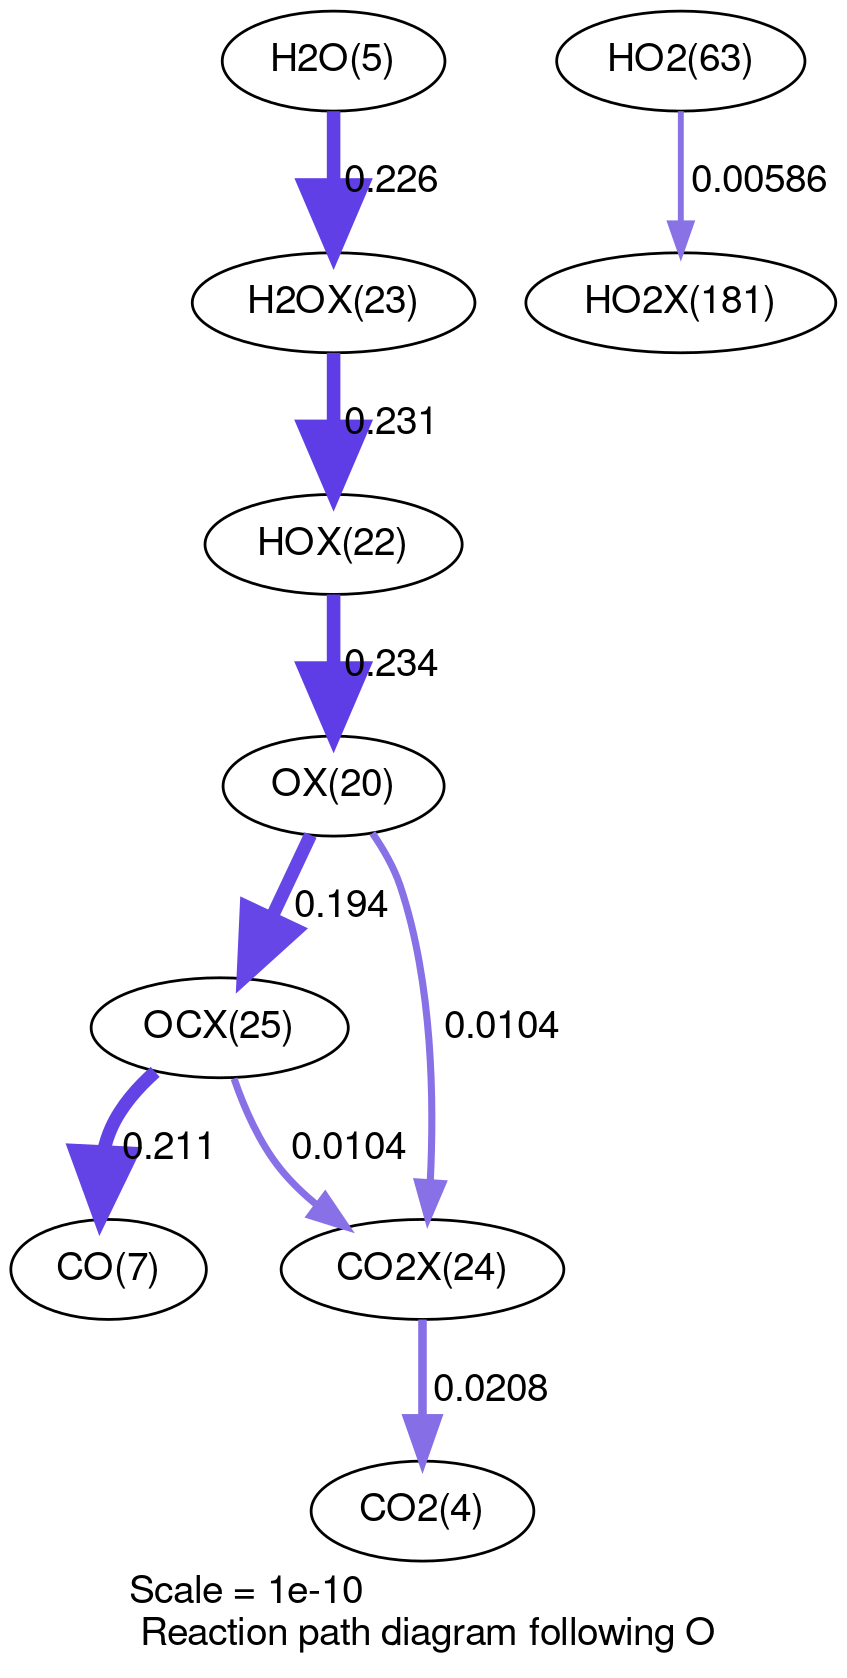 H2O(5)
HO2(63)
0.226
0.00586
H2OX(23)
HO2X(181)
0.231
HOX(22)
0.234
OX(20)
0.194
OCX(25)
0.0104
0.211
0.0104
CO(7)
CO2X(24)
0.0208
CO2(4)
Scale = 1e-10
Reaction path diagram following O